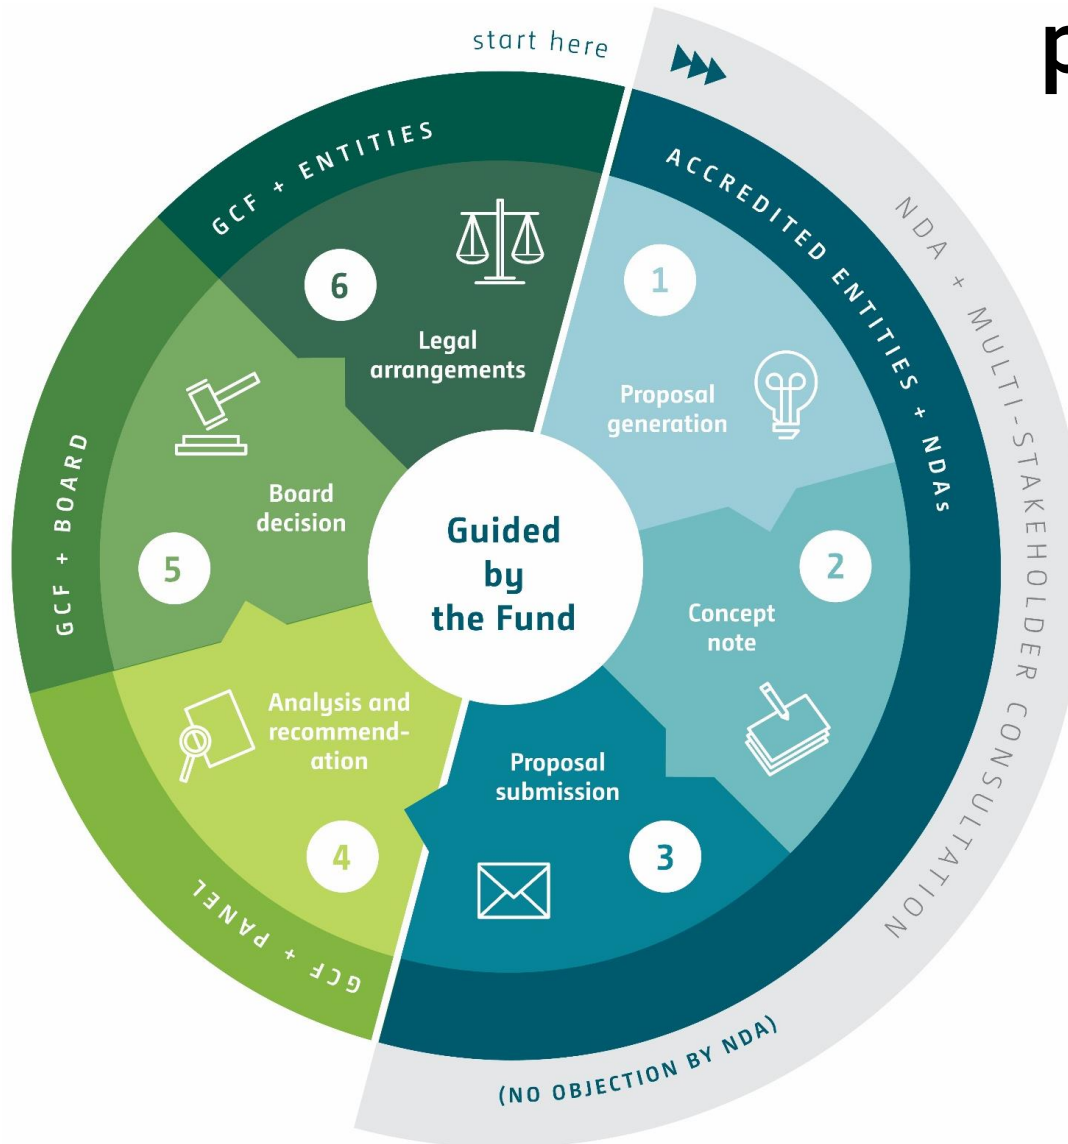 start here
p
GCF + ENTITIES
ACCREDITED ENTITIES + NDAs
NDA + MULTI-STAKEHOLDER CONSULTATION
1
Proposal
generation
2
Concept
note
3
Proposal
submission
(NO OBJECTION BY NDA)
4
Analysis and
recommend-
ation
GCF + PANEL
5
Board
decision
GCF + BOARD
6
Legal
arrangements
Guided
by
the Fund